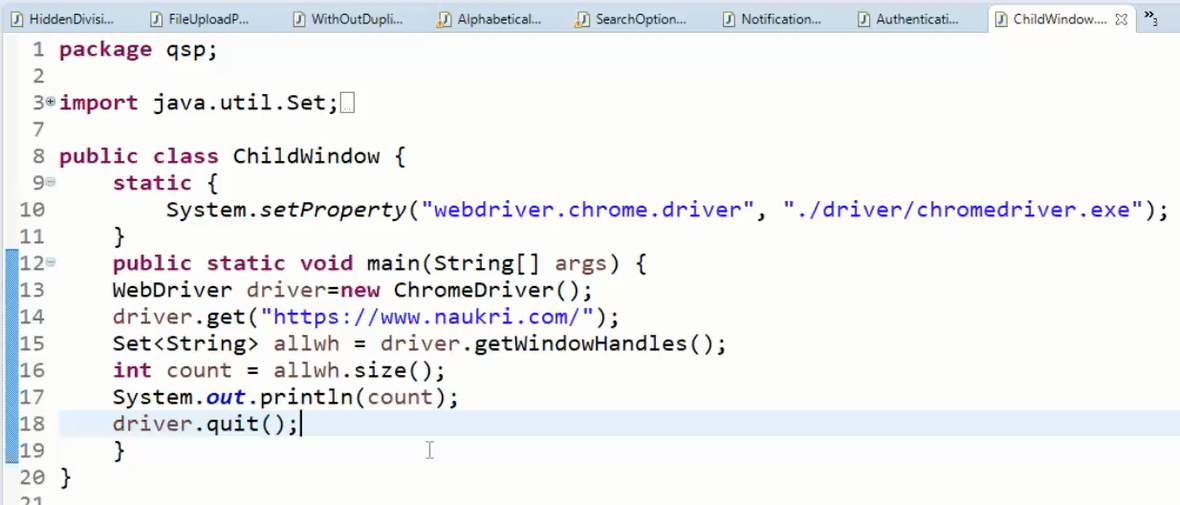 HiddenDivisi... FileUploadP... WithOutDupli... Alphabetical... SearchOption... Notification... Authenticati... ChildWindow.... »3
1 package qsp;
2
3 import java.util.Set;
7
8 public class ChildWindow {
9 static {
10 System.setProperty("webdriver.chrome.driver", "./driver/chromedriver.exe");
11 }
12 public static void main(String[] args) {
13 WebDriver driver=new ChromeDriver();
14 driver.get("https://www.naukri.com/");
15 Set<String> allwh = driver.getWindowHandles();
16 int count = allwh.size();
17 System.out.println(count);
18 driver.quit();
19 }
20 }
21